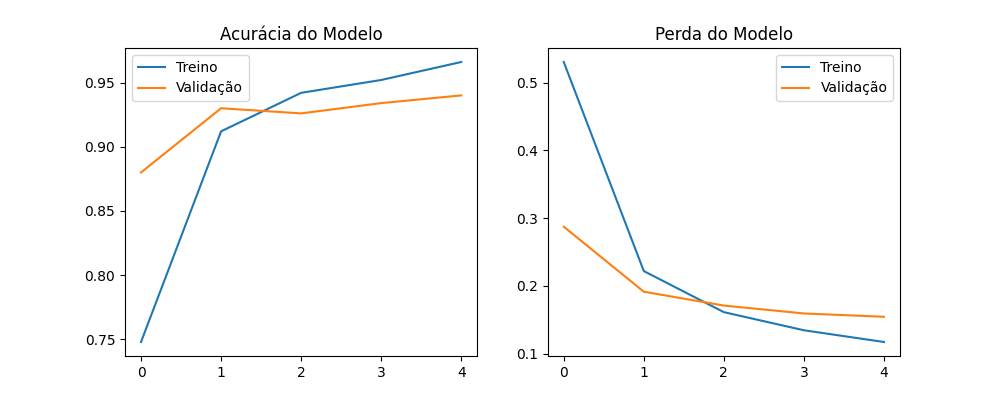 Acurácia do Modelo
Treino
Validação
0.95
0.90
0.85
0.80
0.75
0 1 2 3 4
Perda do Modelo
Treino
Validação
0.5
0.4
0.3
0.2
0.1
0 1 2 3 4